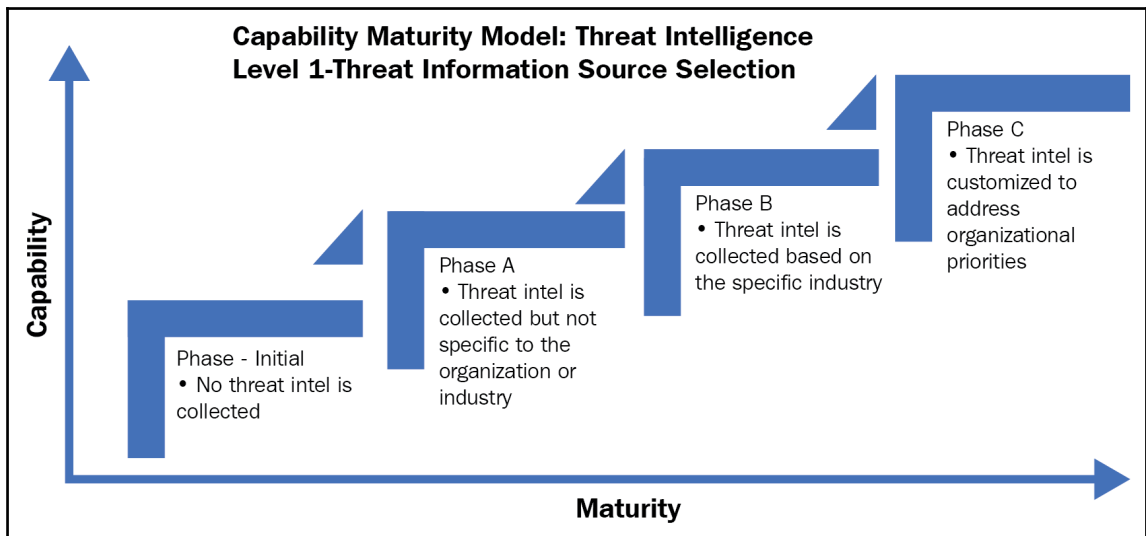 Capability Maturity Model: Threat Intelligence
Level 1-Threat Information Source Selection
Capability
Phase - Initial
• No threat intel is
collected
Phase A
• Threat intel is
collected but not
specific to the
organization or
industry
Phase B
• Threat intel is
collected based on
the specific industry
Phase C
• Threat intel is
customized to
address
organizational
priorities
Maturity